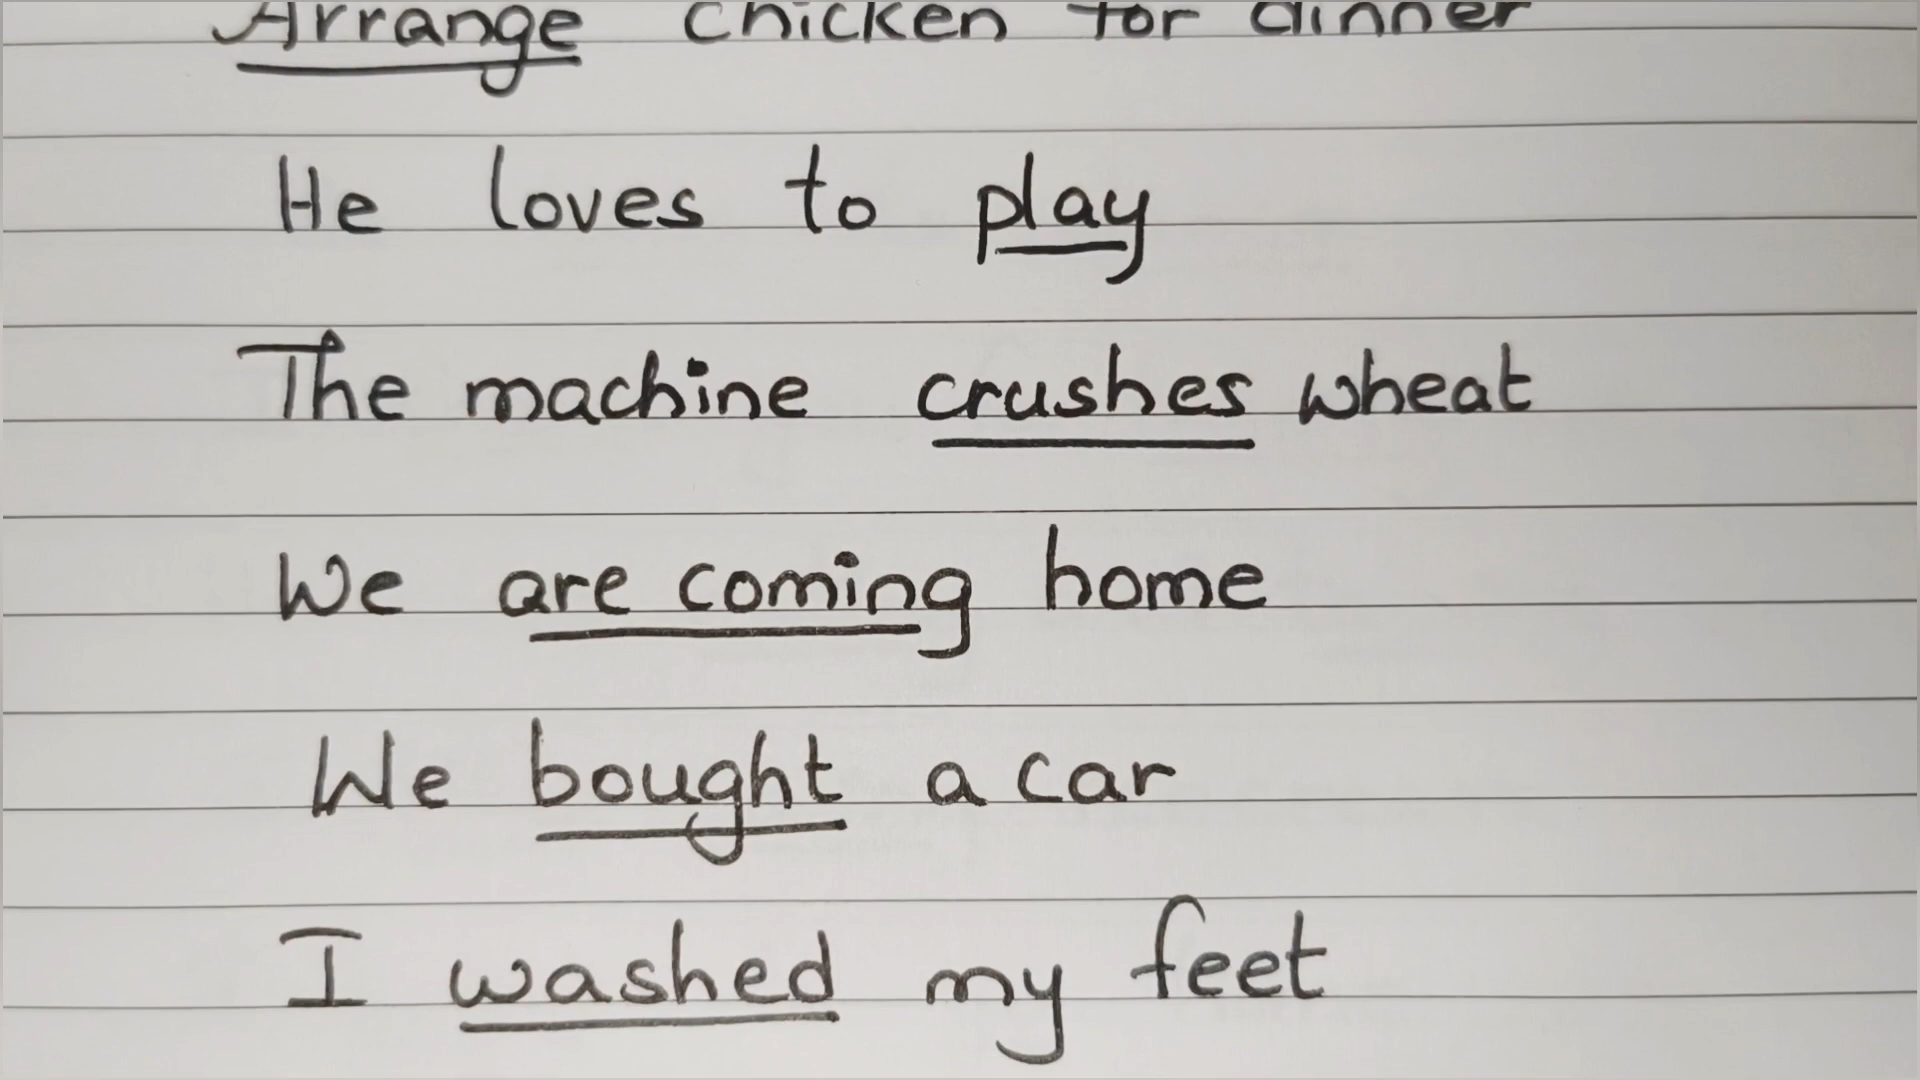 Arrange chicken for dinner
He loves to play
The machine crushes wheat
We are coming home
We bought a car
I washed my feet